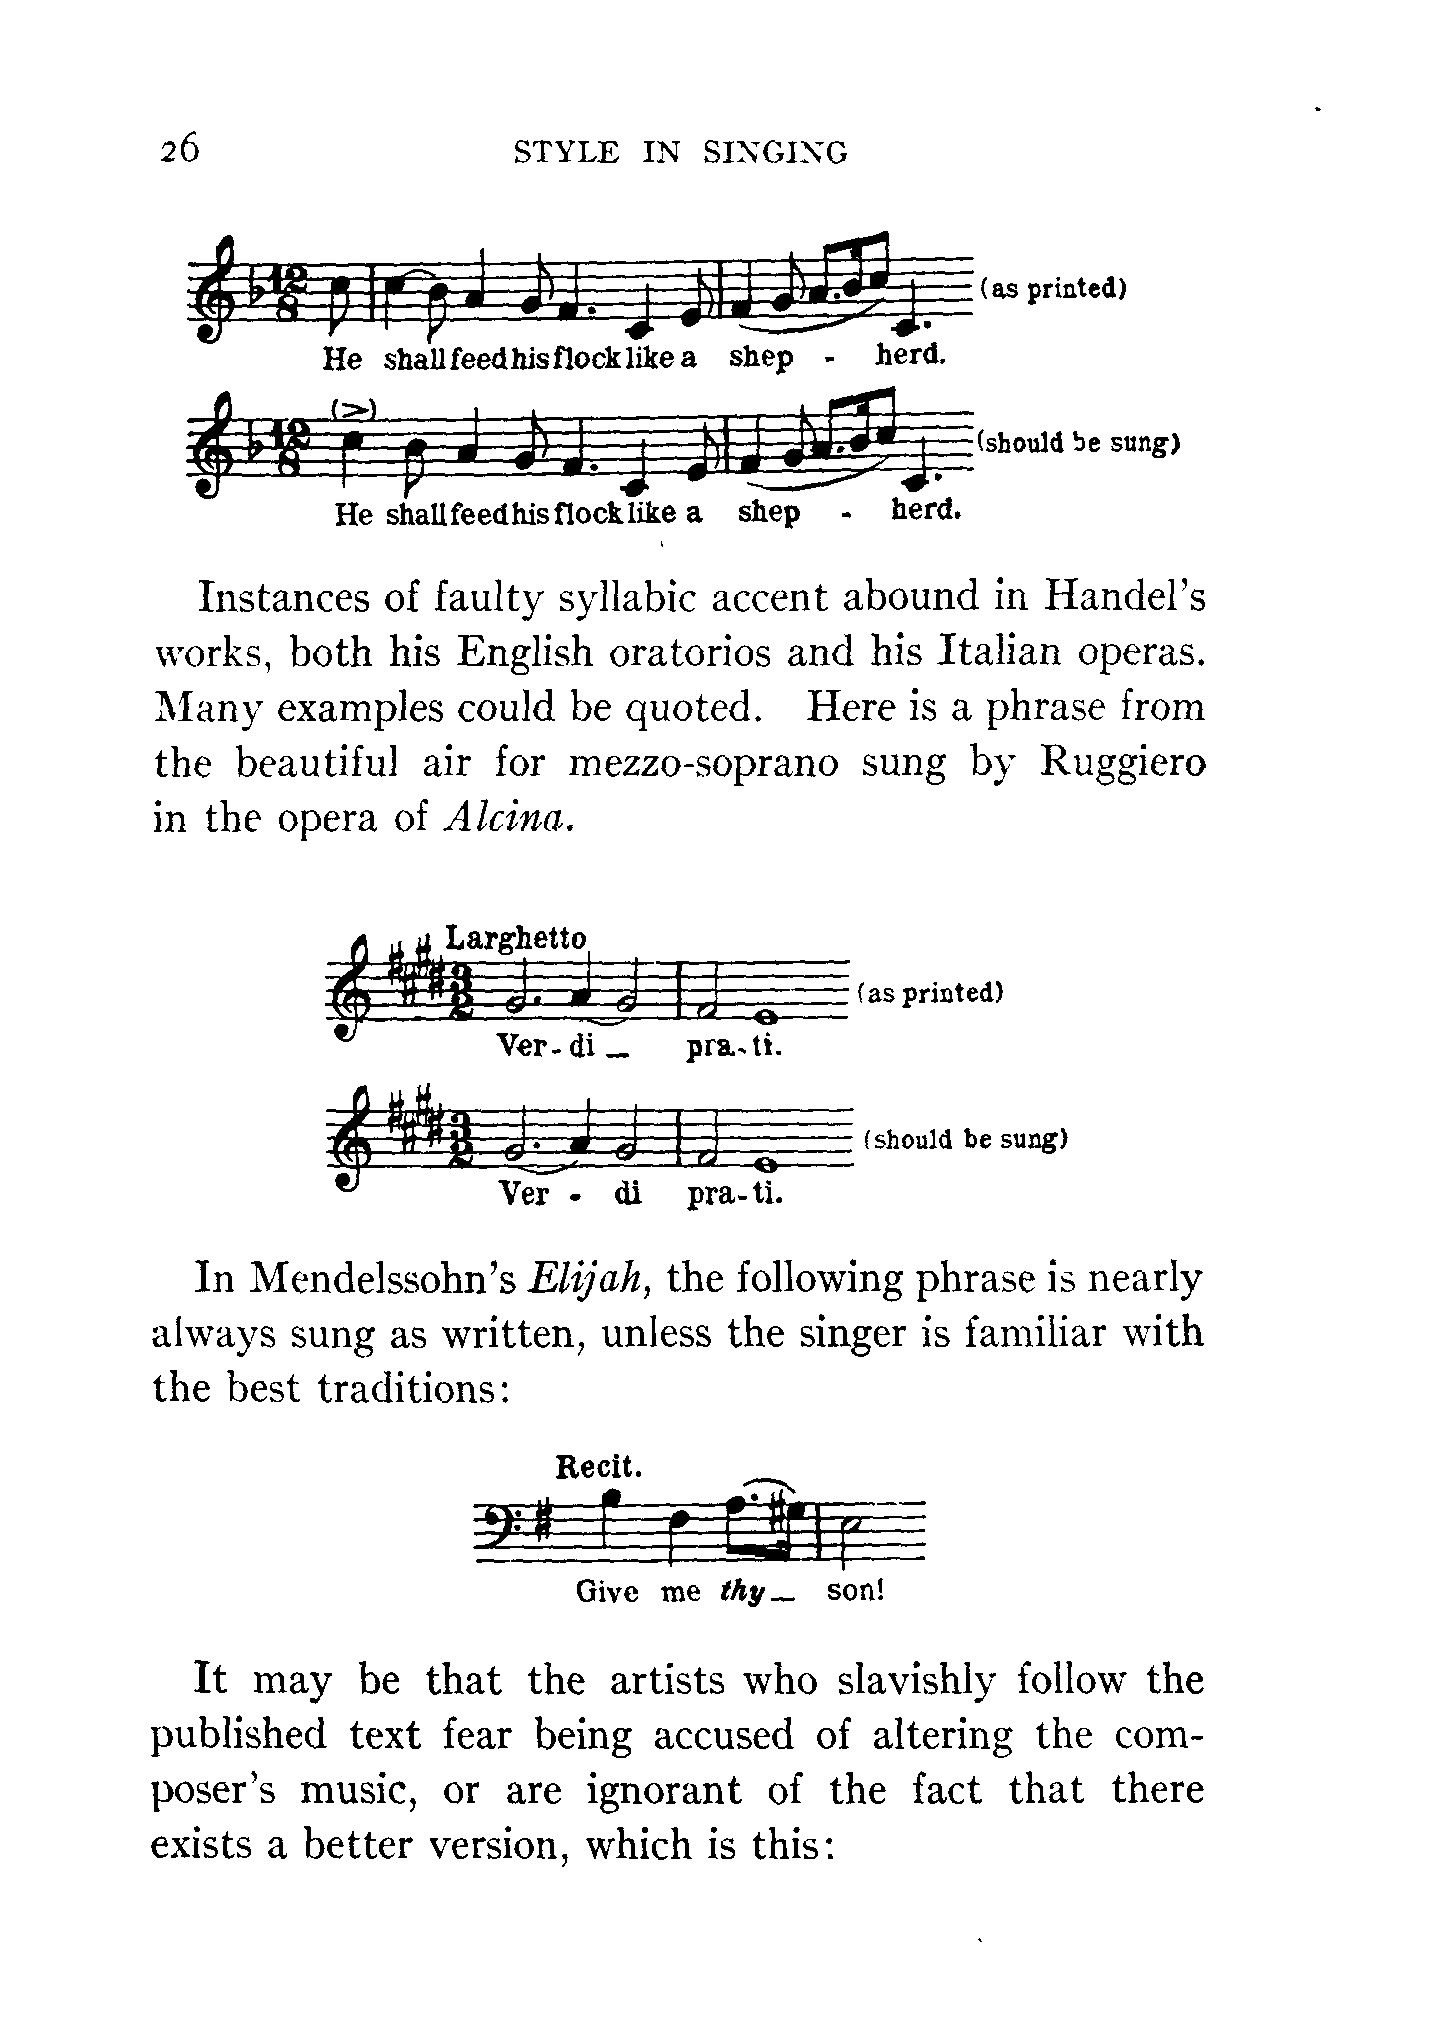 26 STYLE IN SINGING
(as printed)
He shall feed his flock like a shep - herd.
(>)
(should be sung)
He shall feed his flock like a shep - herd.
Instances of faulty syllabic accent abound in Handel's
works, both his English oratorios and his Italian operas.
Many examples could be quoted. Here is a phrase from
the beautiful air for mezzo-soprano sung by Ruggiero
in the opera of Alcina.
Larghetto
(as printed)
Ver-di_ pra-ti.
(should be sung)
Ver - di pra-ti.
In Mendelssohn's Elijah, the following phrase is nearly
always sung as written, unless the singer is familiar with
the best traditions:
Recit.
Give me thy_ son!
It may be that the artists who slavishly follow the
published text fear being accused of altering the com-
poser's music, or are ignorant of the fact that there
exists a better version, which is this: